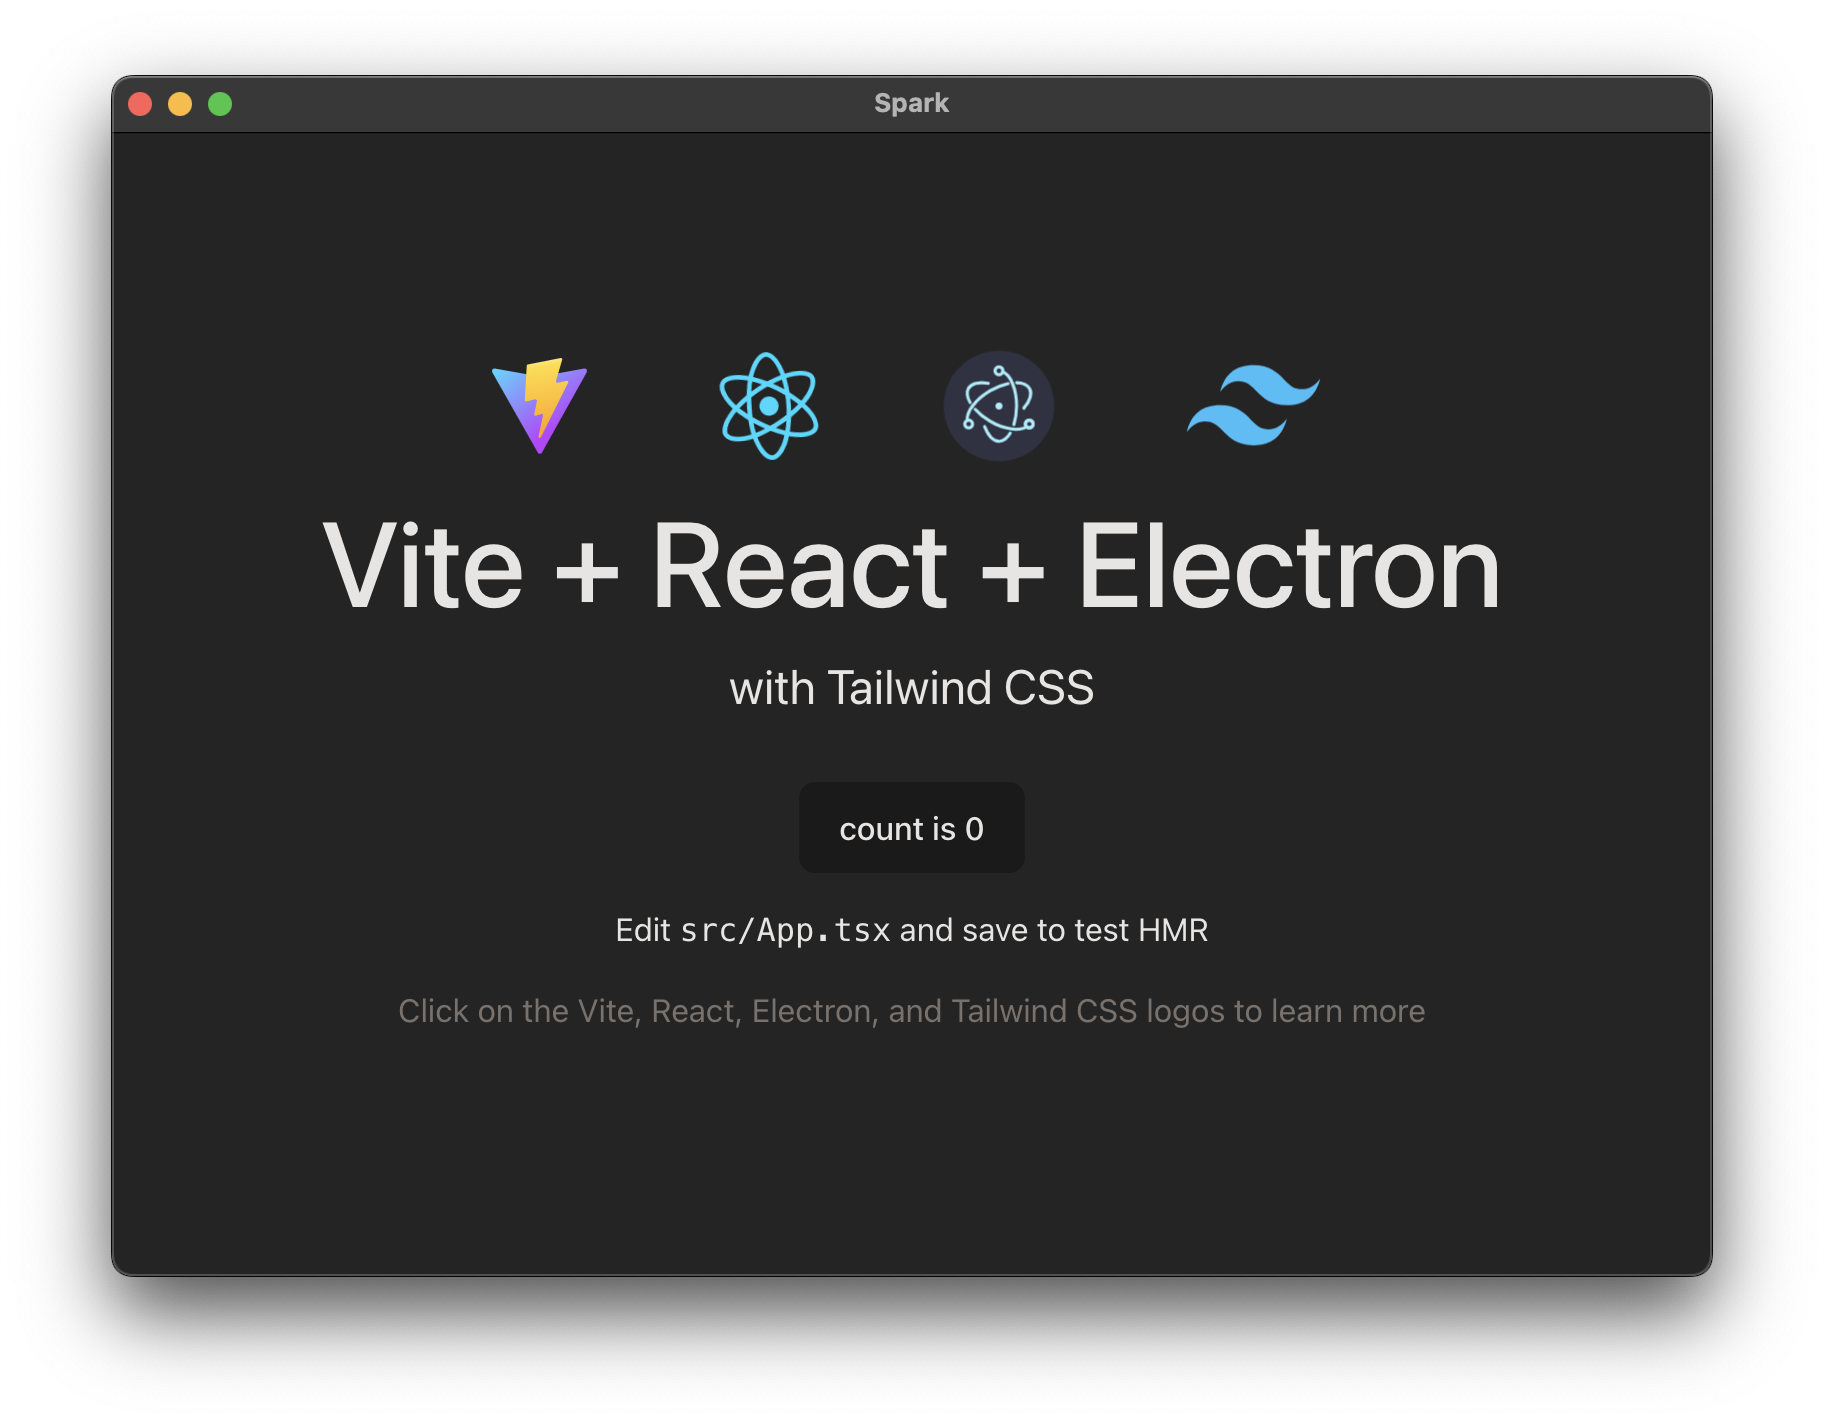 Spark
Vite + React + Electron
with Tailwind CSS
count is 0
Edit src/App.tsx and save to test HMR
Click on the Vite, React, Electron, and Tailwind CSS logos to learn more